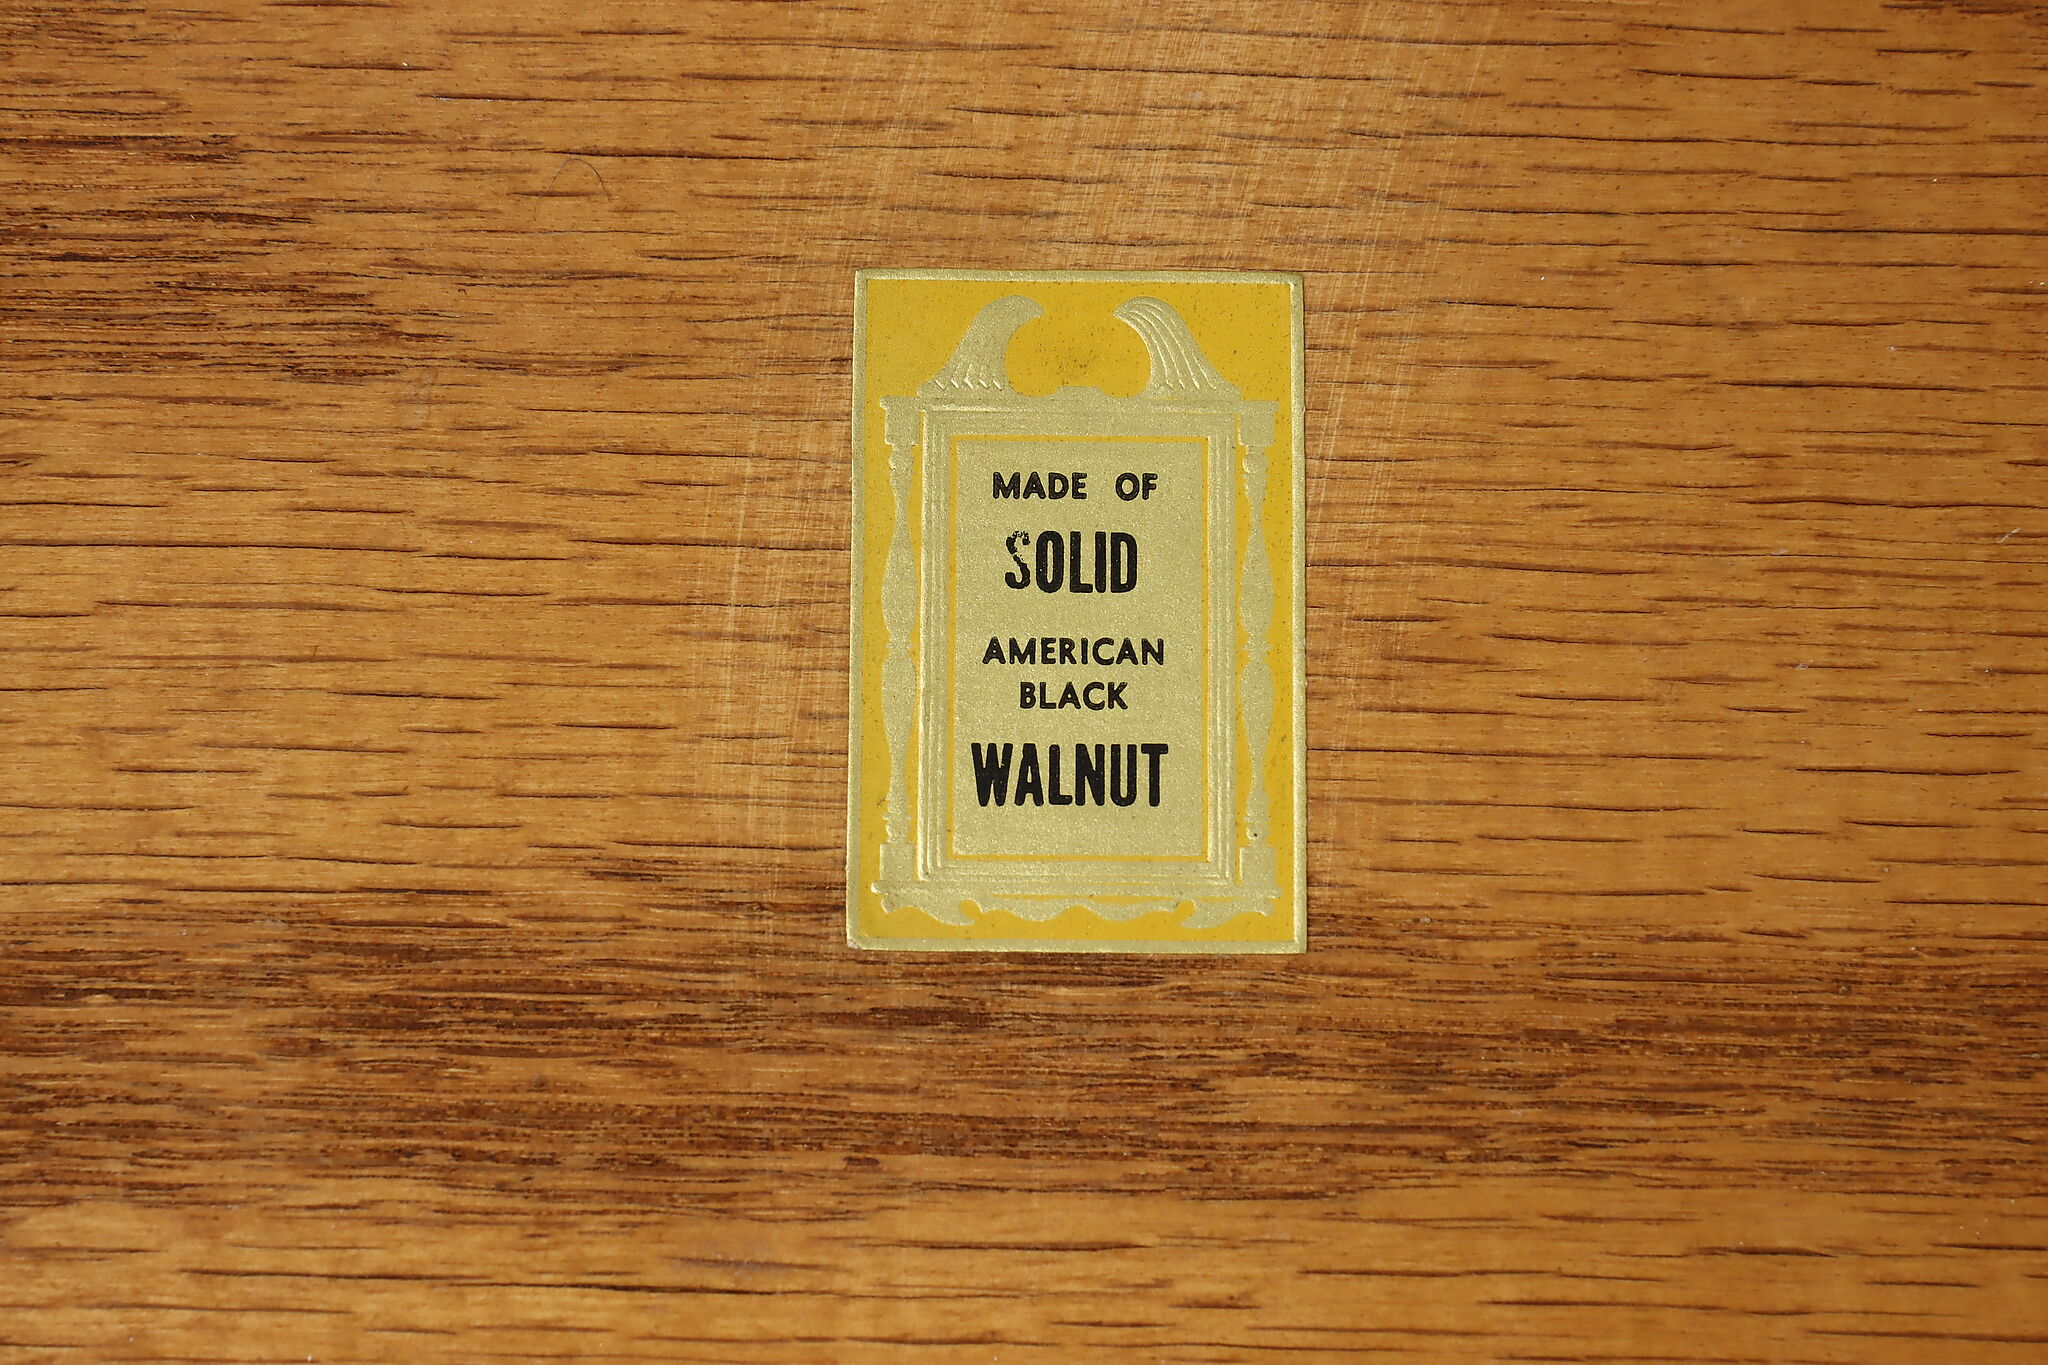 MADE OF
SOLID
AMERICAN
BLACK
WALNUT